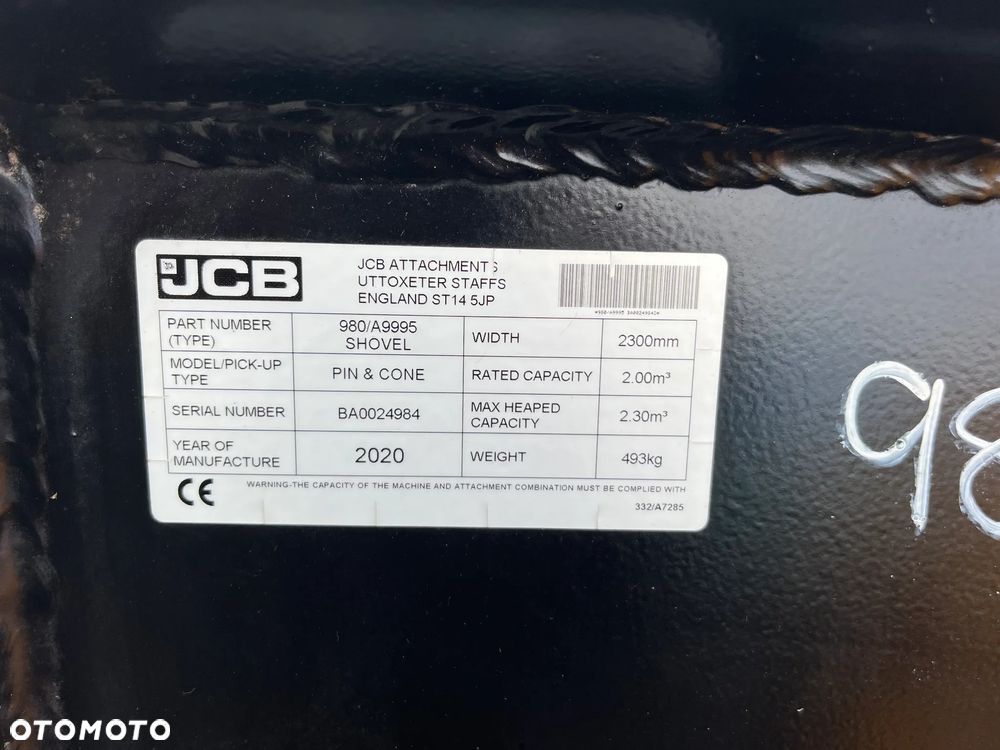 JCB
JCB ATTACHMENTS
UTTOXETER STAFFS
ENGLAND ST14 5JP
PART NUMBER
(TYPE)
980/A9995
SHOVEL
WIDTH
2300mm
MODEL/PICK-UP
TYPE
PIN & CONE
RATED CAPACITY
2.00m³
SERIAL NUMBER
BA0024984
MAX HEAPED
CAPACITY
2.30m³
YEAR OF
MANUFACTURE
2020
WEIGHT
493kg
CE
WARNING-THE CAPACITY OF THE MACHINE AND ATTACHMENT COMBINATION MUST BE COMPLIED WITH
332/A7285
98
OTOMOTO